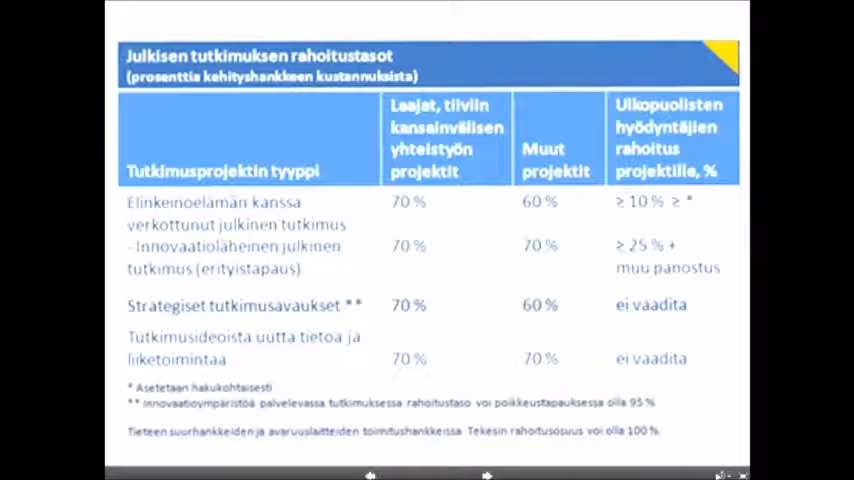 Julkisen tutkimuksen rahoitustasot
(prosenttia kehityshankkeen kustannuksista)
Tutkimusprojektin tyyppi
Laajat, tiiviin
kansainvälisen
yhteistyön
projektit
Muut
projektit
Ulkopuolisten
hyödyntäjien
rahoitus
projektille, %
Elinkeinoelämän kanssa
verkottunut julkinen tutkimus
70 % 60 % ≥ 10 % ≥ *
- Innovaatioläheinen julkinen
tutkimus (erityistapaus)
70 % 70 % ≥ 25 % +
muu panostus
Strategiset tutkimusavaukset ** 70 % 60 % ei vaadita
Tutkimusideoista uutta tietoa ja
liiketoimintaa 70 % 70 % ei vaadita
* Asetetaan hakukohtaisesti
** Innovaatioympäristöä palvelevassa tutkimuksessa rahoitustaso voi poikkeustapauksessa olla 95 %
Tieteen suurhankkeiden ja avaruuslaitteiden toimitushankkeissa Tekesin rahoitusosuus voi olla 100 %.